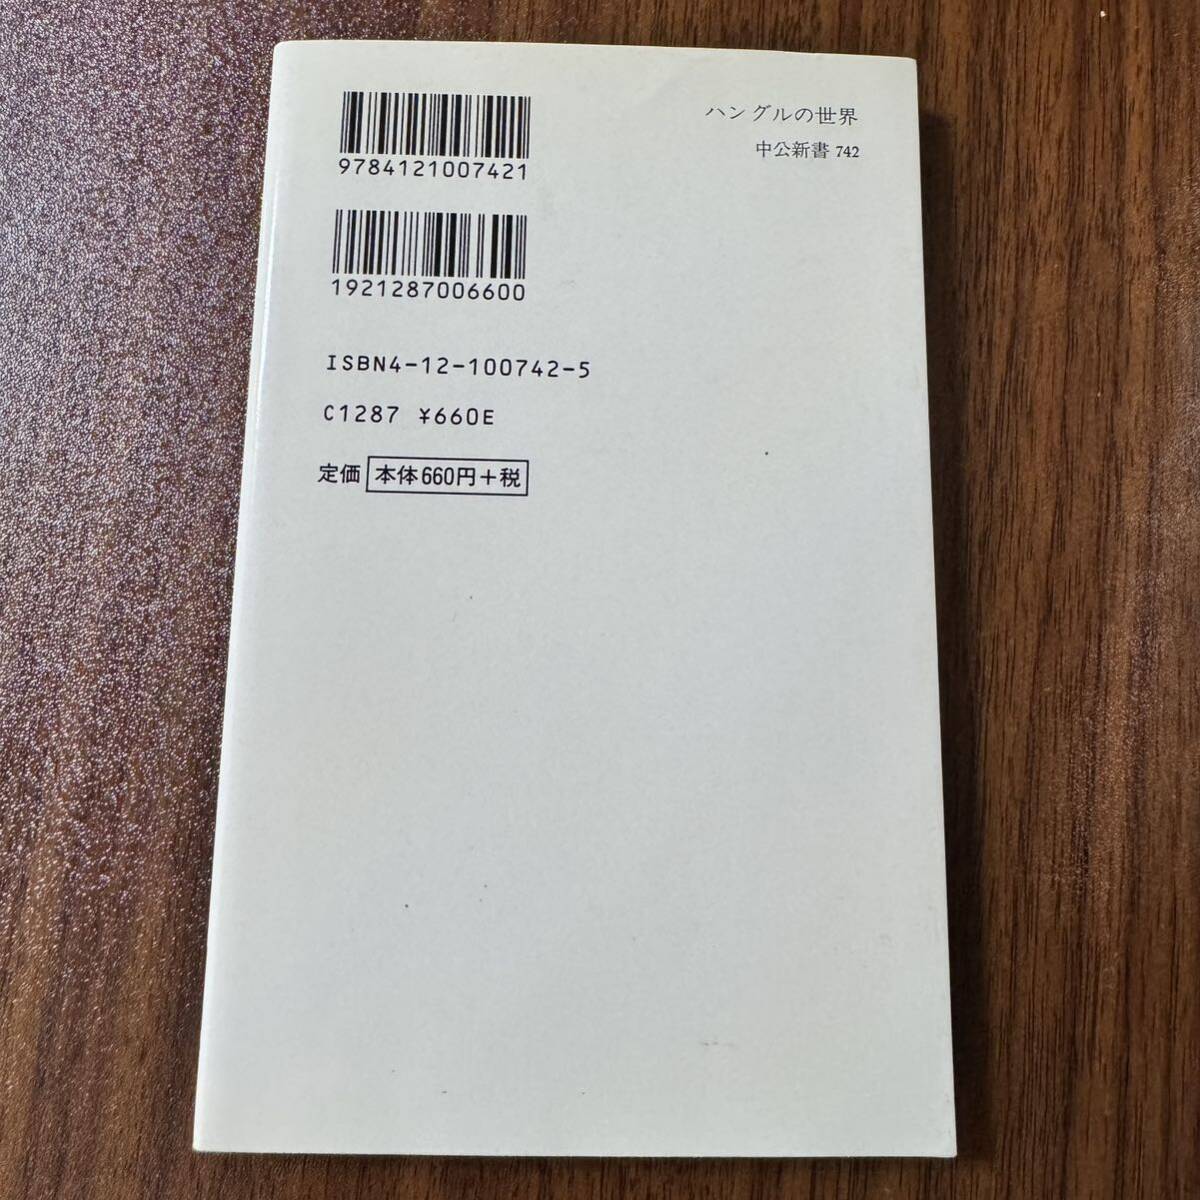 9784121007421
1921287006600
ISBN4-12-100742-5
C1287 ¥660E
定価 本体660円+税
ハングルの世界
中公新書 742